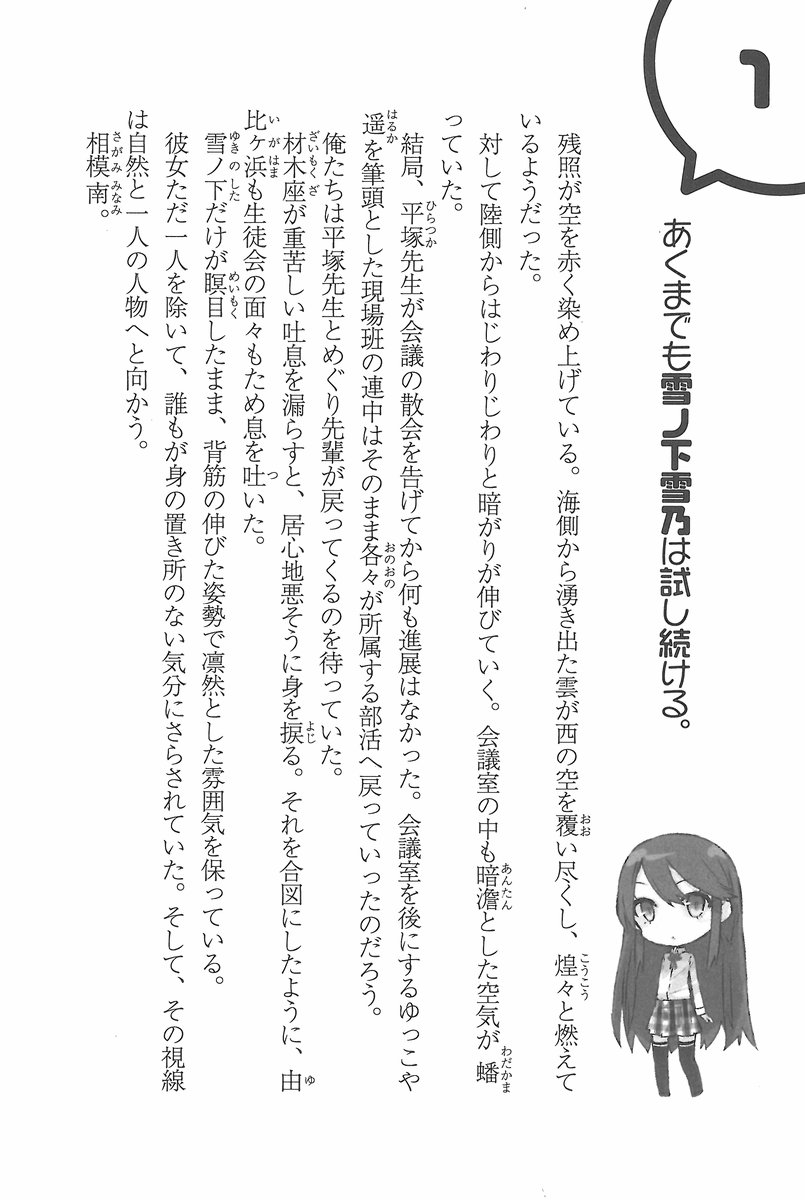 1
あくまでも雪ノ下雪乃は試し続ける。
残照が空を赤く染め上げている。海側から湧き出た雲が西の空を覆い尽くし、煌々と燃えて
いるようだった。
対して陸側からはじわりじわりと暗がりが伸びていく。会議室の中も暗澹とした空気が蟠
っていた。
結局、平塚先生が会議の散会を告げてから何も進展はなかった。会議室を後にするゆっこや
遥を筆頭とした現場班の連中はそのまま各々が所属する部活へ戻っていったのだろう。
俺たちは平塚先生とめぐり先輩が戻ってくるのを待っていた。
材木座が重苦しい吐息を漏らすと、居心地悪そうに身を捩る。それを合図にしたように、由
比ヶ浜も生徒会の面々もため息を吐いた。
雪ノ下だけが瞑目したまま、背筋の伸びた姿勢で凛然とした雰囲気を保っている。
彼女ただ一人を除いて、誰もが身の置き所のない気分にさらされていた。そして、その視線
は自然と一人の人物へと向かう。
相模南。